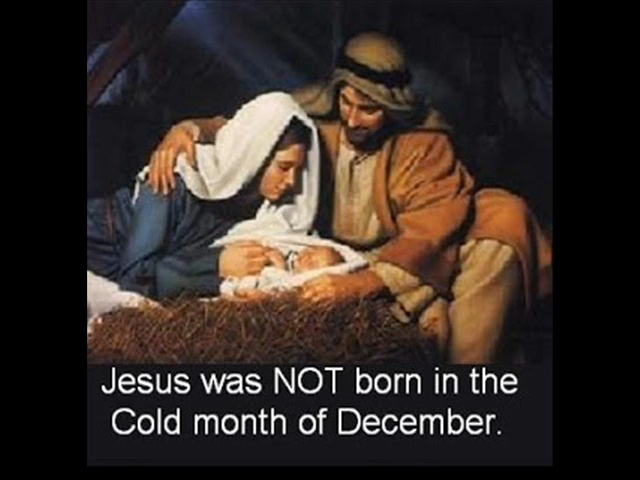 Jesus was NOT born in the
Cold month of December.